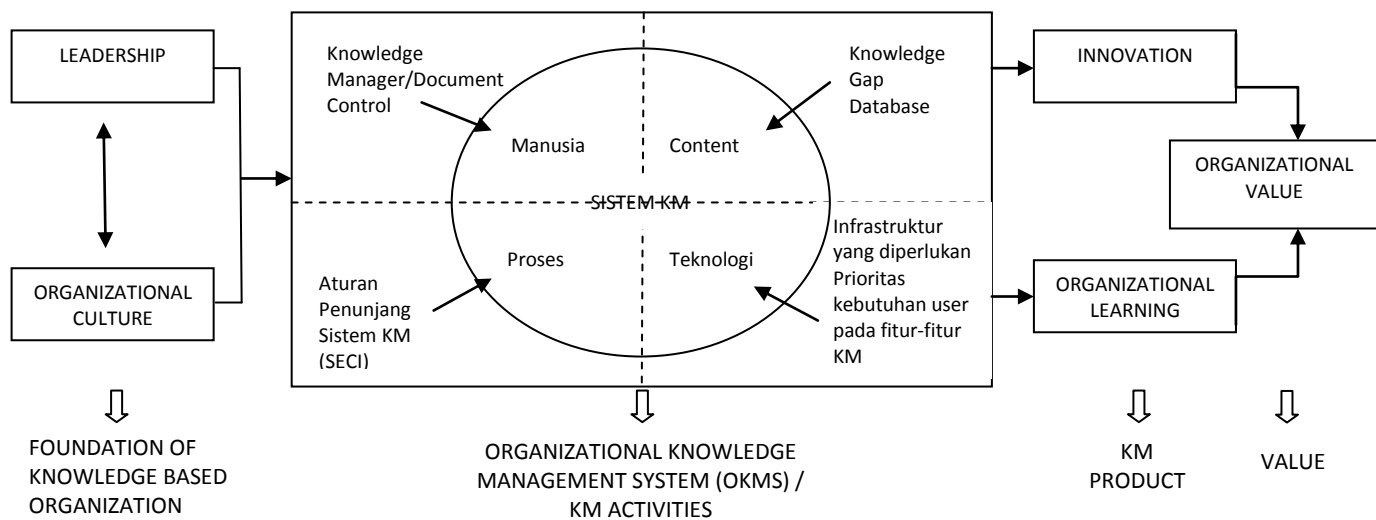 LEADERSHIP
ORGANIZATIONAL
CULTURE
FOUNDATION OF
KNOWLEDGE BASED
ORGANIZATION
Knowledge
Manager/Document
Control
Knowledge
Gap
Database
Manusia
Content
SISTEM KM
Proses
Teknologi
Aturan
Penunjang
Sistem KM
(SECI)
Infrastruktur
yang diperlukan
Prioritas
kebutuhan user
pada fitur-fitur
KM
ORGANIZATIONAL KNOWLEDGE
MANAGEMENT SYSTEM (OKMS) /
KM ACTIVITIES
INNOVATION
ORGANIZATIONAL
LEARNING
KM
PRODUCT
ORGANIZATIONAL
VALUE
VALUE